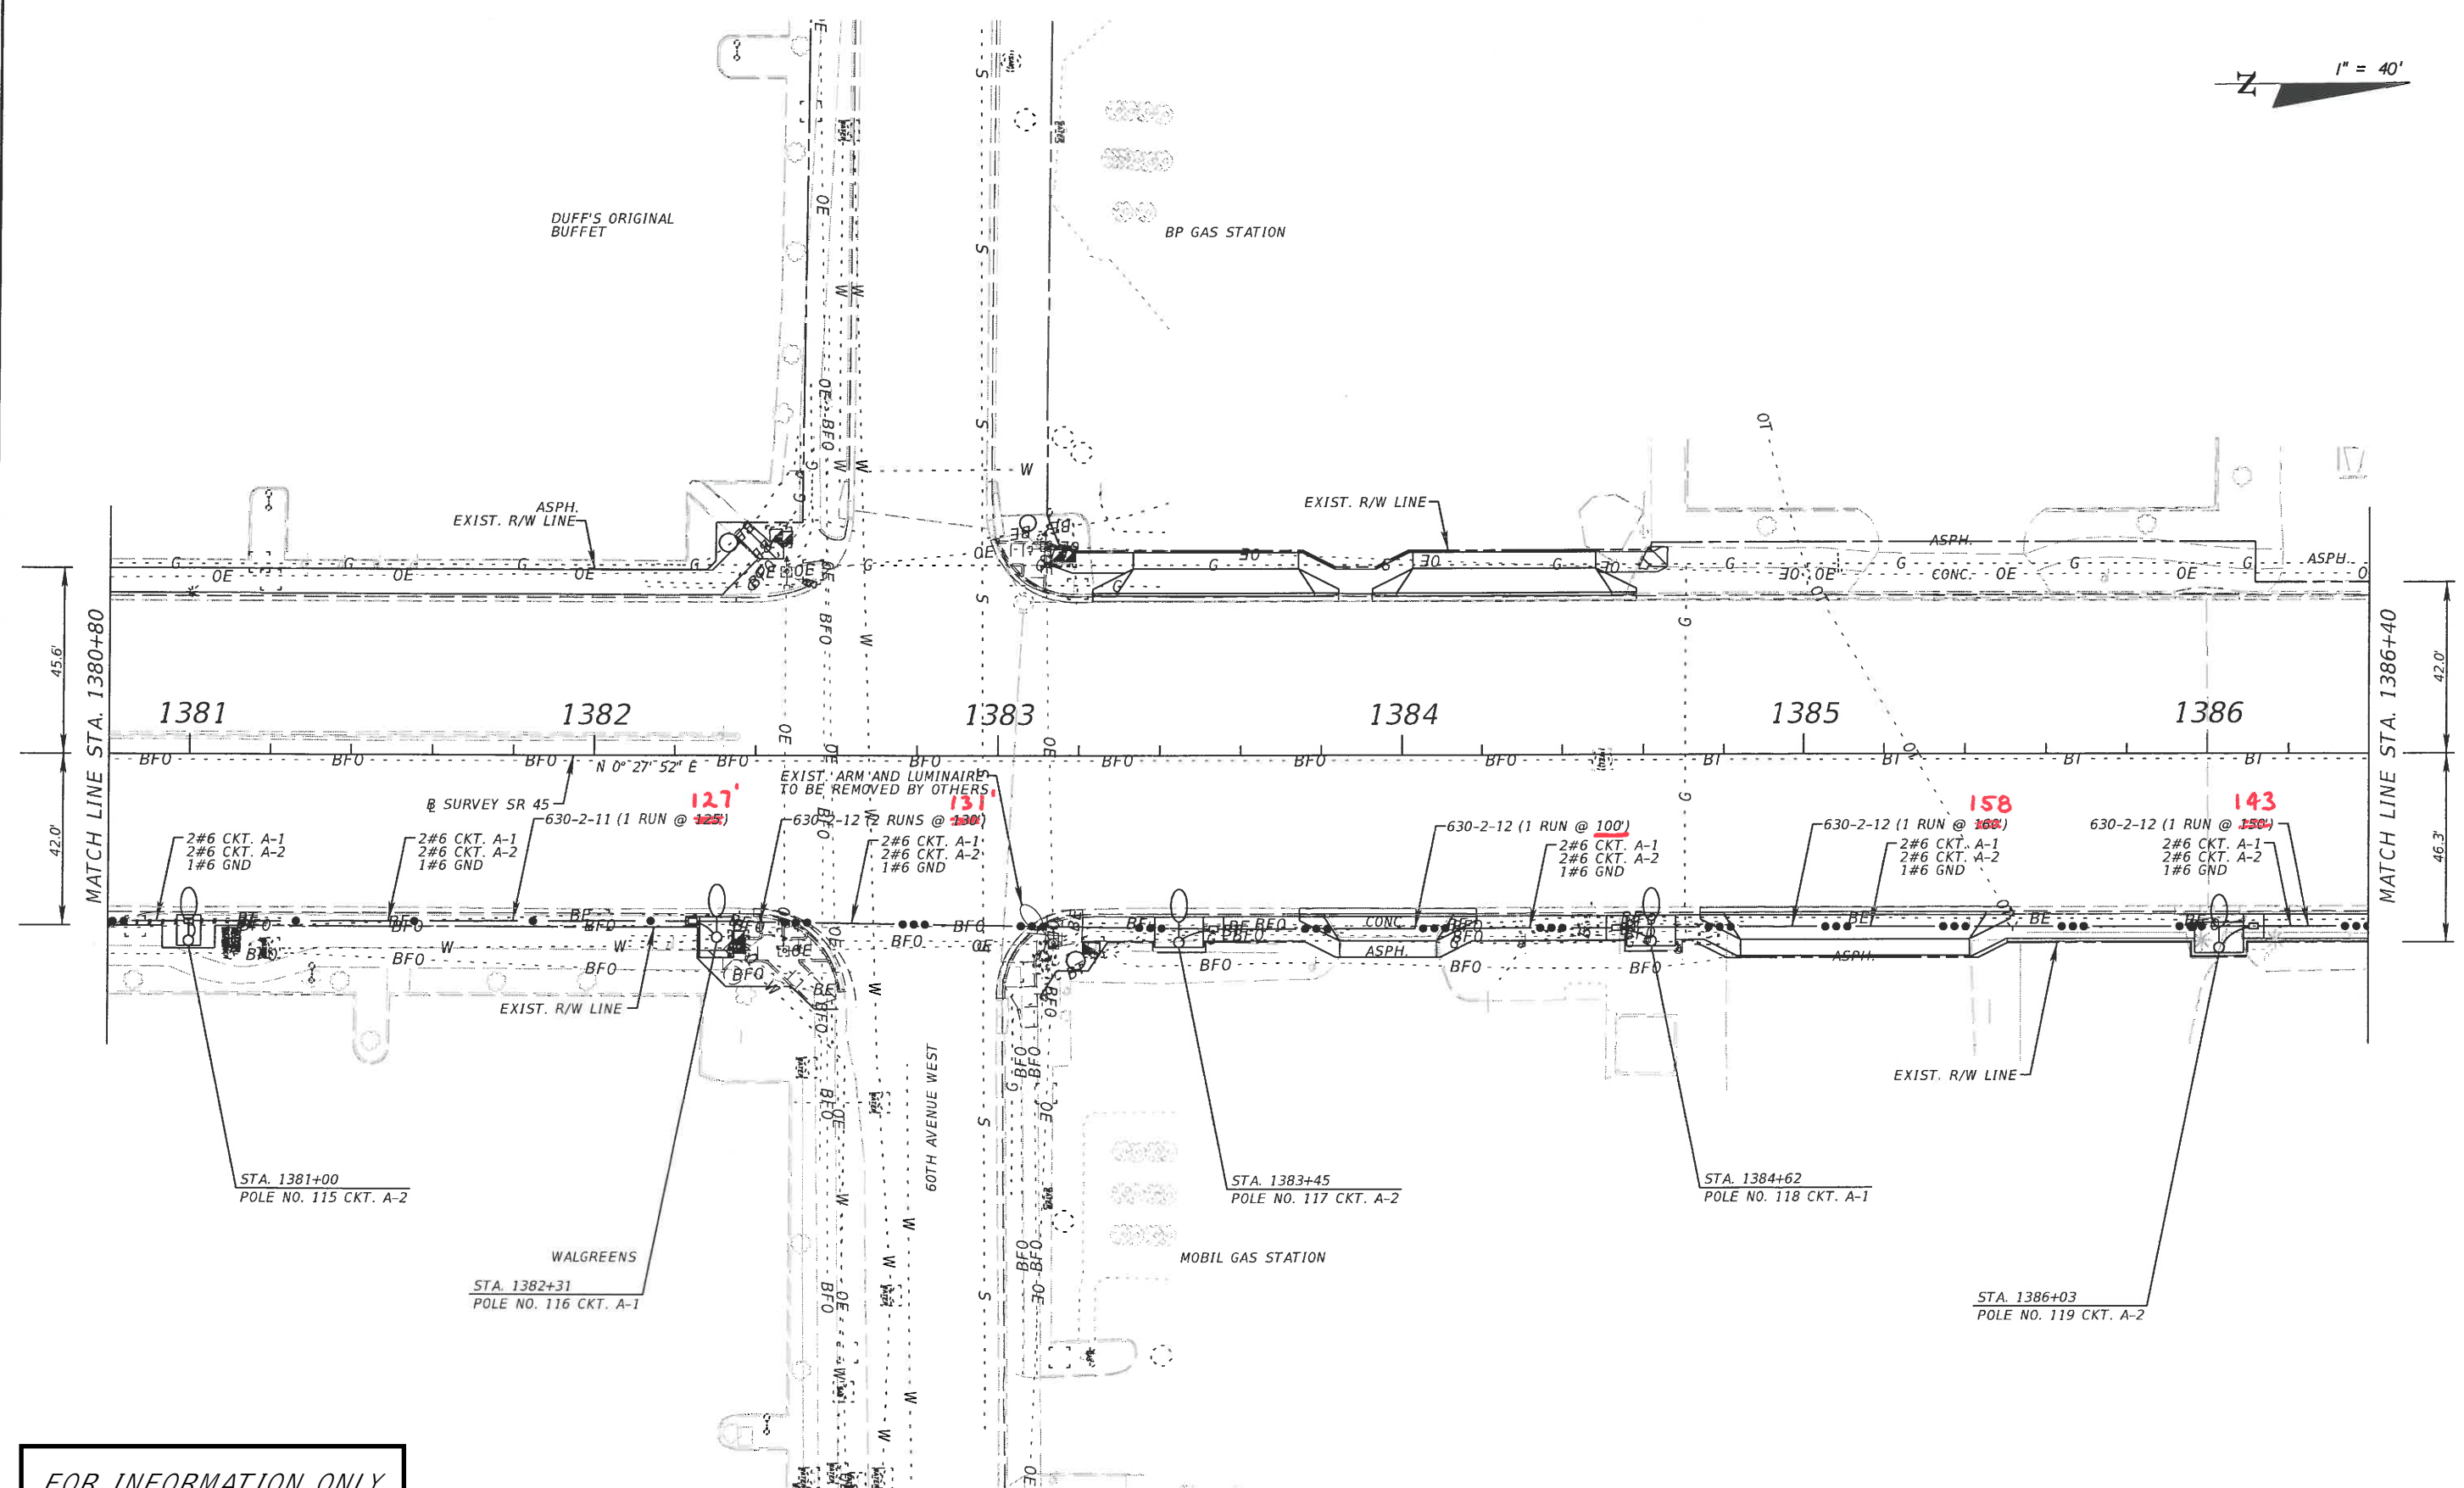 1" = 40'
N
DUFF'S ORIGINAL
BUFFET
BP GAS STATION
ASPH.
EXIST. R/W LINE
EXIST. R/W LINE
ASPH.
CONC.
ASPH.
45.6'
42.0'
MATCH LINE STA. 1380+80
1381
1382
1383
1384
1385
1386
MATCH LINE STA. 1386+40
42.0'
46.3'
N 0° 27' 52" E
EXIST. ARM AND LUMINAIRE
TO BE REMOVED BY OTHERS
B SURVEY SR 45
127'
131'
158
143
630-2-11 (1 RUN @ 125')
630-2-12 (2 RUNS @ 130')
630-2-12 (1 RUN @ 100')
630-2-12 (1 RUN @ 160')
630-2-12 (1 RUN @ 150')
2#6 CKT. A-1
2#6 CKT. A-2
1#6 GND
2#6 CKT. A-1
2#6 CKT. A-2
1#6 GND
2#6 CKT. A-1
2#6 CKT. A-2
1#6 GND
2#6 CKT. A-1
2#6 CKT. A-2
1#6 GND
2#6 CKT. A-1
2#6 CKT. A-2
1#6 GND
2#6 CKT. A-1
2#6 CKT. A-2
1#6 GND
CONC.
ASPH.
ASPH.
EXIST. R/W LINE
EXIST. R/W LINE
60TH AVENUE WEST
STA. 1381+00
POLE NO. 115 CKT. A-2
STA. 1383+45
POLE NO. 117 CKT. A-2
STA. 1384+62
POLE NO. 118 CKT. A-1
WALGREENS
MOBIL GAS STATION
STA. 1382+31
POLE NO. 116 CKT. A-1
STA. 1386+03
POLE NO. 119 CKT. A-2
FOR INFORMATION ONLY